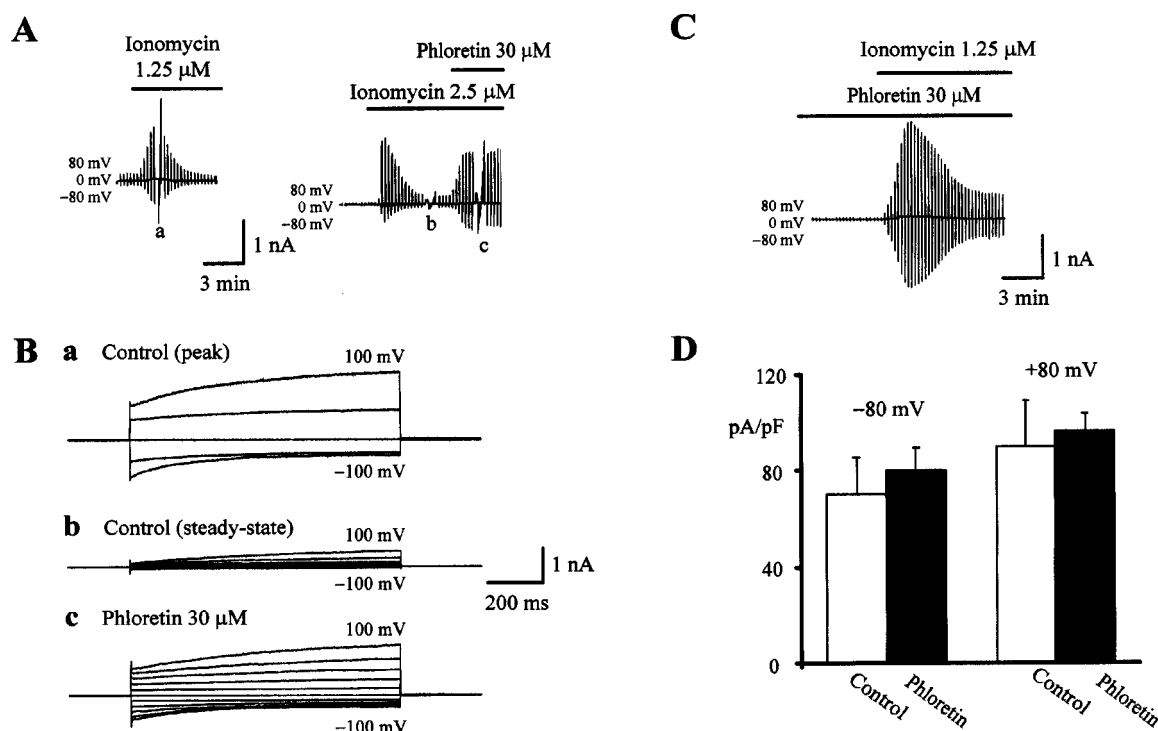 A
Ionomycin
1.25 µM
80 mV
0 mV
−80 mV
a
1 nA
3 min
Phloretin 30 µM
Ionomycin 2.5 µM
80 mV
0 mV
−80 mV
b
c
C
Ionomycin 1.25 µM
Phloretin 30 µM
80 mV
0 mV
−80 mV
1 nA
3 min
B
a Control (peak)
100 mV
−100 mV
b Control (steady-state)
100 mV
−100 mV
1 nA
200 ms
c Phloretin 30 µM
100 mV
−100 mV
D
120
+80 mV
−80 mV
pA/pF
80
40
0
Control
Phloretin
Control
Phloretin